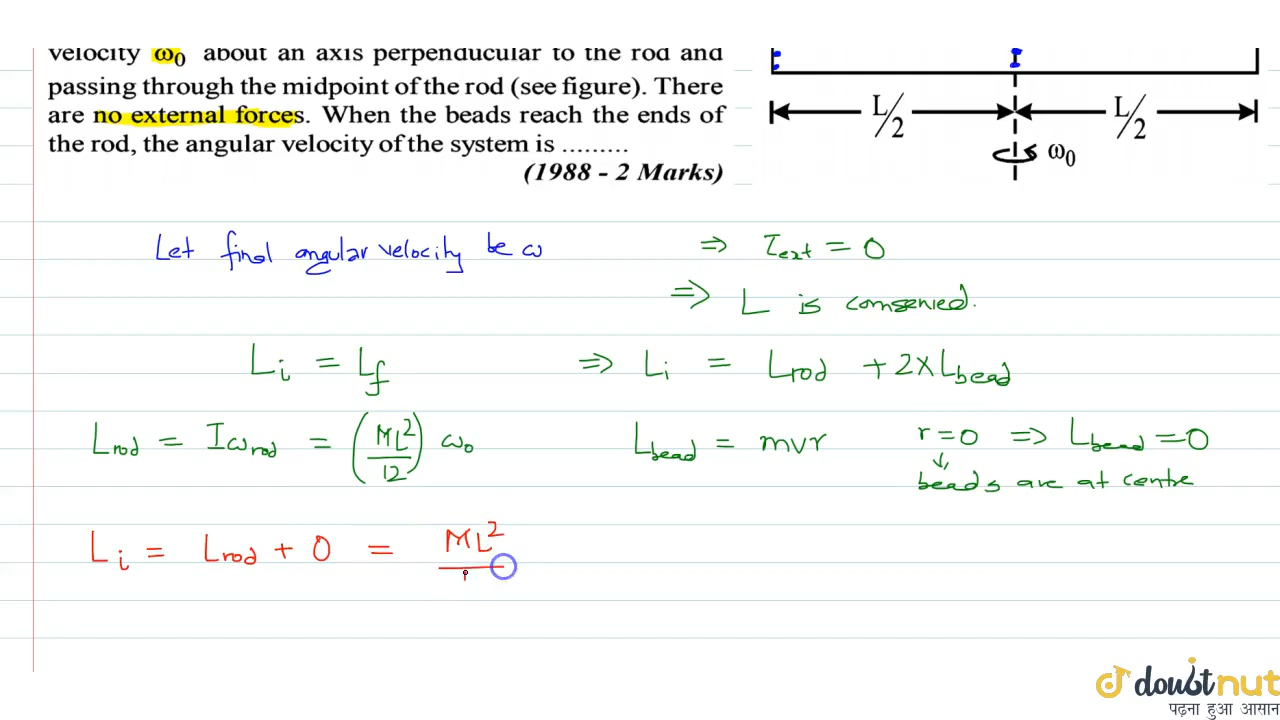 velocity ω₀ about an axis perpenducular to the rod and
passing through the midpoint of the rod (see figure). There
are no external forces. When the beads reach the ends of
the rod, the angular velocity of the system is .........
(1988 - 2 Marks)
L/2 L/2
ω₀
Let final angular velocity be ω
⇒ τext = 0
⇒ L is conserved.
Li = Lf ⇒ Li = Lrod + 2×Lbead
Lrod = Iωrod = (ML²/12) ω₀ Lbead = mvr r=0 ⇒ Lbead = 0
beads are at centre
Li = Lrod + 0 = ML²
doubtnut
पढ़ना हुआ आसान